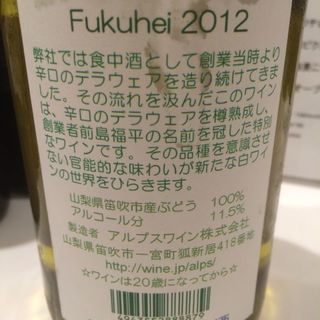 Fukuhei 2012
弊社では食中酒として創業当時より
辛口のデラウェアを造り続けてきま
した。その流れを汲んだこのワイン
は、辛口のデラウェアを樽熟成し、
創業者前島福平の名前を冠した特別
なワインです。その品種を意識させ
ない官能的な味わいが新たな白ワイ
ンの世界をひらきます。
山梨県笛吹市産ぶどう 100%
アルコール分 11.5%
製造者 アルプスワイン株式会社
山梨県笛吹市一宮町狐新居418番地
http://wine.jp/alps/
☆ワインは20歳になってから☆